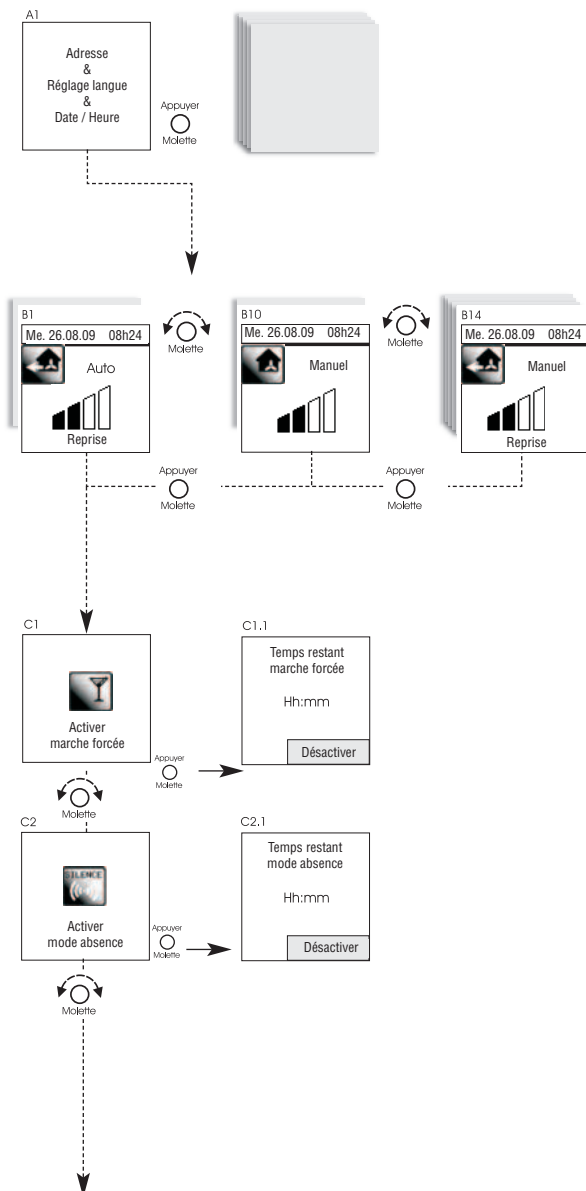 A1
Adresse
&
Réglage langue
&
Date / Heure
Appuyer
Molette
B1
Me. 26.08.09 08h24
Auto
Reprise
Molette
B10
Me. 26.08.09 08h24
Manuel
Molette
B14
Me. 26.08.09 08h24
Manuel
Reprise
Appuyer
Molette
Appuyer
Molette
C1
Activer
marche forcée
Appuyer
Molette
C1.1
Temps restant
marche forcée
Hh:mm
Désactiver
Molette
C2
SILENCE
Activer
mode absence
Appuyer
Molette
C2.1
Temps restant
mode absence
Hh:mm
Désactiver
Molette